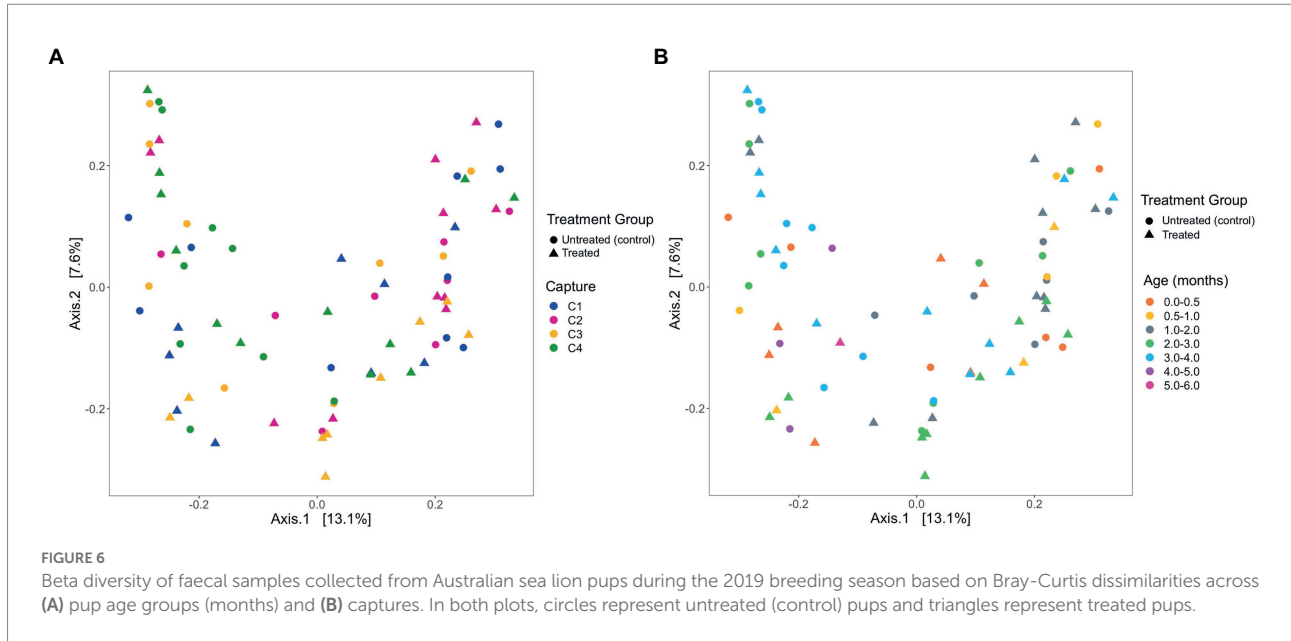 A
B
0.2
0.0
-0.2
Axis.2 [7.6%]
-0.2
0.0
0.2
Axis.1 [13.1%]
Treatment Group
Untreated (control)
Treated
Capture
C1
C2
C3
C4
0.2
0.0
-0.2
Axis.2 [7.6%]
-0.2
0.0
0.2
Axis.1 [13.1%]
Treatment Group
Untreated (control)
Treated
Age (months)
0.0-0.5
0.5-1.0
1.0-2.0
2.0-3.0
3.0-4.0
4.0-5.0
5.0-6.0
FIGURE 6
Beta diversity of faecal samples collected from Australian sea lion pups during the 2019 breeding season based on Bray-Curtis dissimilarities across
(A) pup age groups (months) and (B) captures. In both plots, circles represent untreated (control) pups and triangles represent treated pups.